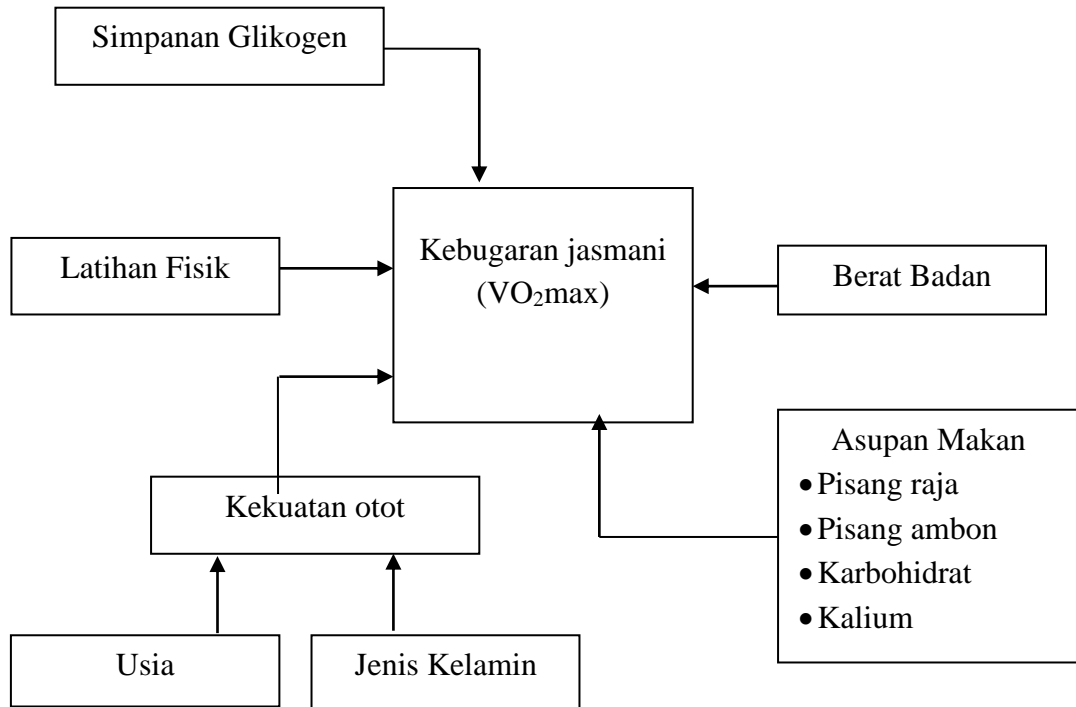 Simpanan Glikogen
Latihan Fisik
Kebugaran jasmani
(VO₂max)
Berat Badan
Kekuatan otot
Asupan Makan
• Pisang raja
• Pisang ambon
• Karbohidrat
• Kalium
Usia
Jenis Kelamin